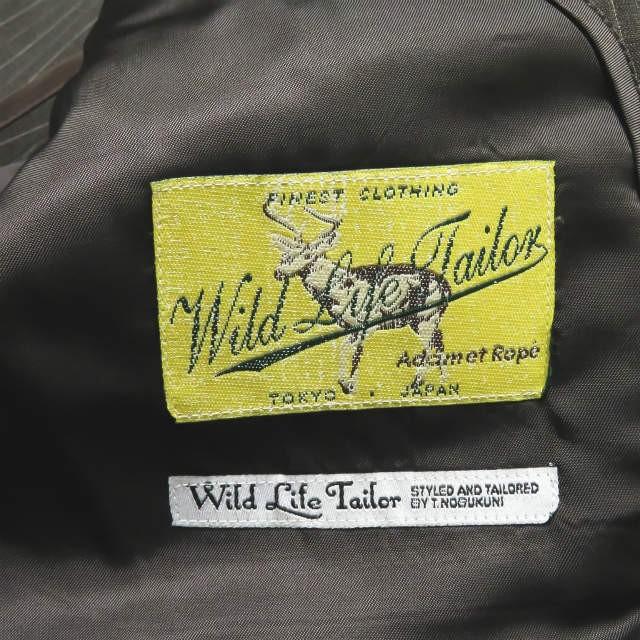 FINEST CLOTHING
Wild Life Tailor
Adam et Ropé
TOKYO . JAPAN
Wild Life Tailor
STYLED AND TAILORED
BY T.NOGUKUNI